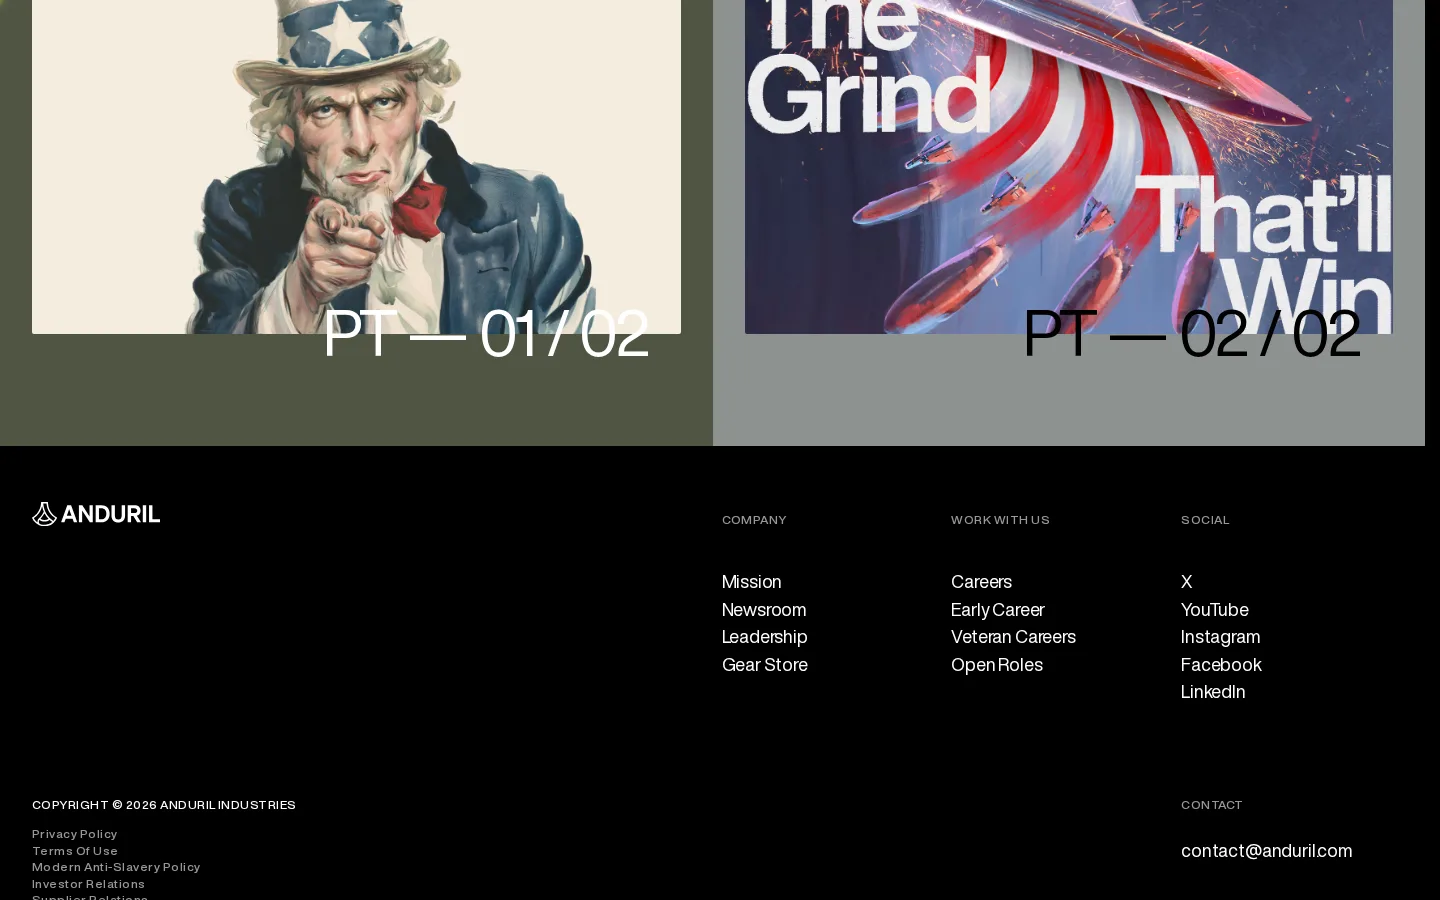 The
Grind
That'll
Win
PT — 01 / 02
PT — 02 / 02
ANDURIL
COMPANY
Mission
Newsroom
Leadership
Gear Store
WORK WITH US
Careers
Early Career
Veteran Careers
Open Roles
SOCIAL
X
YouTube
Instagram
Facebook
LinkedIn
COPYRIGHT © 2026 ANDURIL INDUSTRIES
Privacy Policy
Terms Of Use
Modern Anti-Slavery Policy
Investor Relations
Supplier Relations
CONTACT
contact@anduril.com